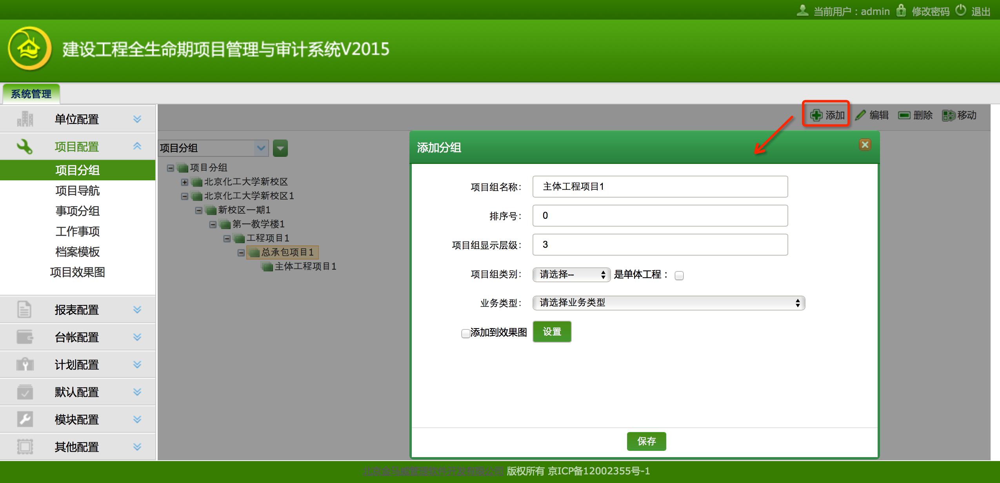 当前用户：admin 修改密码 退出
建设工程全生命期项目管理与审计系统V2015
系统管理
添加 编辑 删除 移动
单位配置
项目配置
项目分组
项目导航
事项分组
工作事项
档案模板
项目效果图
报表配置
台帐配置
计划配置
默认配置
模块配置
其他配置
项目分组
项目分组
北京化工大学新校区
北京化工大学新校区1
新校区一期1
第一教学楼1
工程项目1
总承包项目1
主体工程项目1
添加分组
项目组名称： 主体工程项目1
排序号： 0
项目组显示层级： 3
项目组类别： 请选择-- 是单体工程：
业务类型： 请选择业务类型
添加到效果图 设置
保存
北京金马威管理软件开发有限公司 版权所有 京ICP备12002355号-1